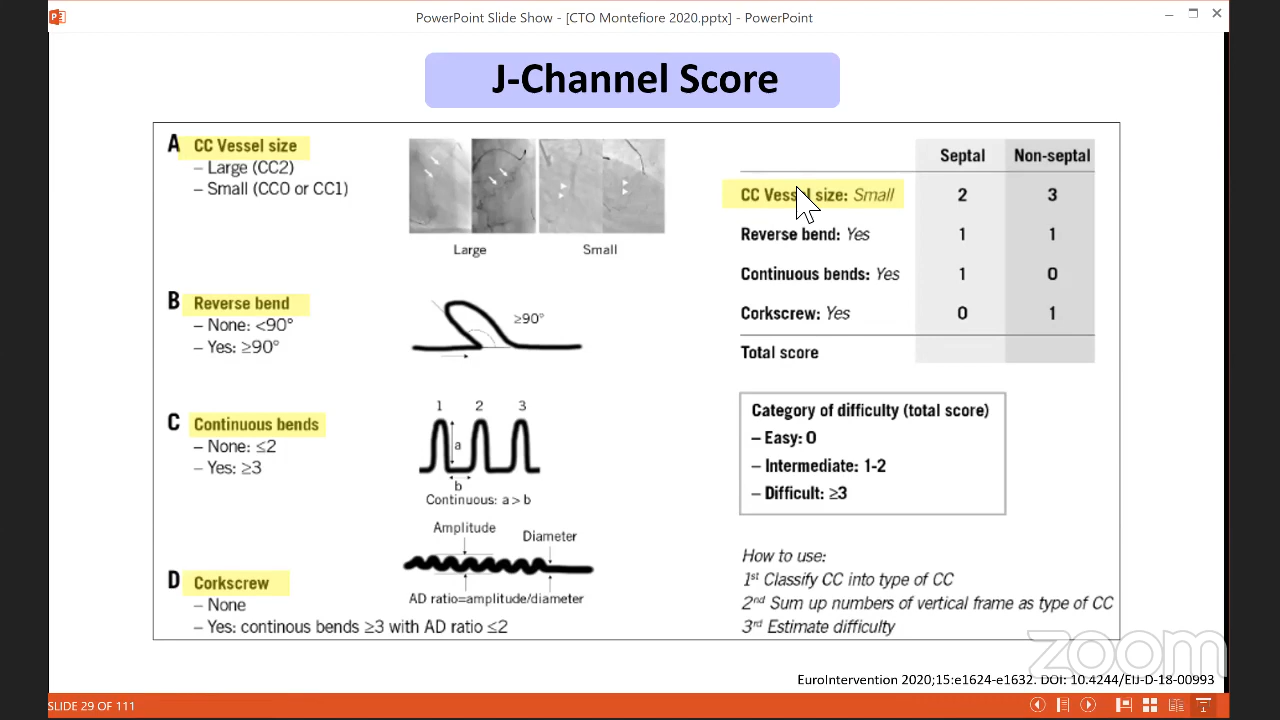 PowerPoint Slide Show - [CTO Montefiore 2020.pptx] - PowerPoint
J-Channel Score
A CC Vessel size
– Large (CC2)
– Small (CC0 or CC1)
Large
Small
B Reverse bend
– None: <90°
– Yes: ≥90°
≥90°
C Continuous bends
– None: ≤2
– Yes: ≥3
1 2 3
a
b
Continuous: a > b
D Corkscrew
– None
– Yes: continous bends ≥3 with AD ratio ≤2
Amplitude
Diameter
AD ratio=amplitude/diameter
Septal Non-septal
CC Vessel size: Small 2 3
Reverse bend: Yes 1 1
Continuous bends: Yes 1 0
Corkscrew: Yes 0 1
Total score
Category of difficulty (total score)
– Easy: 0
– Intermediate: 1-2
– Difficult: ≥3
How to use:
1st Classify CC into type of CC
2nd Sum up numbers of vertical frame as type of CC
3rd Estimate difficulty
zoom
EuroIntervention 2020;15:e1624-e1632. DOI: 10.4244/EIJ-D-18-00993
SLIDE 29 OF 111